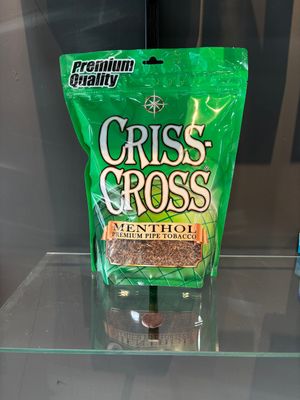 Premium
Quality
CRISS-
CROSS
MENTHOL
PREMIUM PIPE TOBACCO